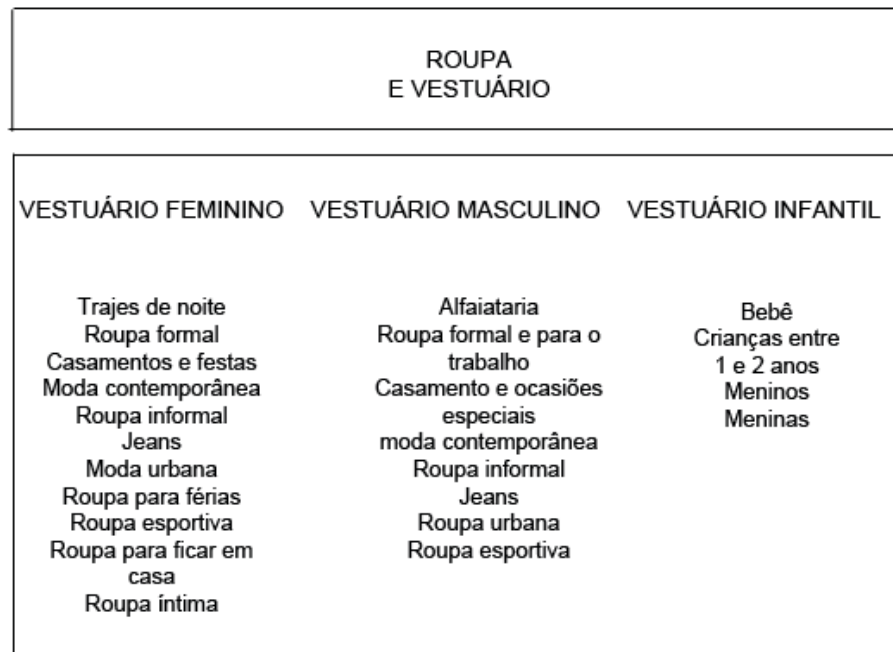 ROUPA
E VESTUÁRIO
VESTUÁRIO FEMININO
Trajes de noite
Roupa formal
Casamentos e festas
Moda contemporânea
Roupa informal
Jeans
Moda urbana
Roupa para férias
Roupa esportiva
Roupa para ficar em
casa
Roupa íntima
VESTUÁRIO MASCULINO
Alfaiataria
Roupa formal e para o
trabalho
Casamento e ocasiões
especiais
moda contemporânea
Roupa informal
Jeans
Roupa urbana
Roupa esportiva
VESTUÁRIO INFANTIL
Bebê
Crianças entre
1 e 2 anos
Meninos
Meninas